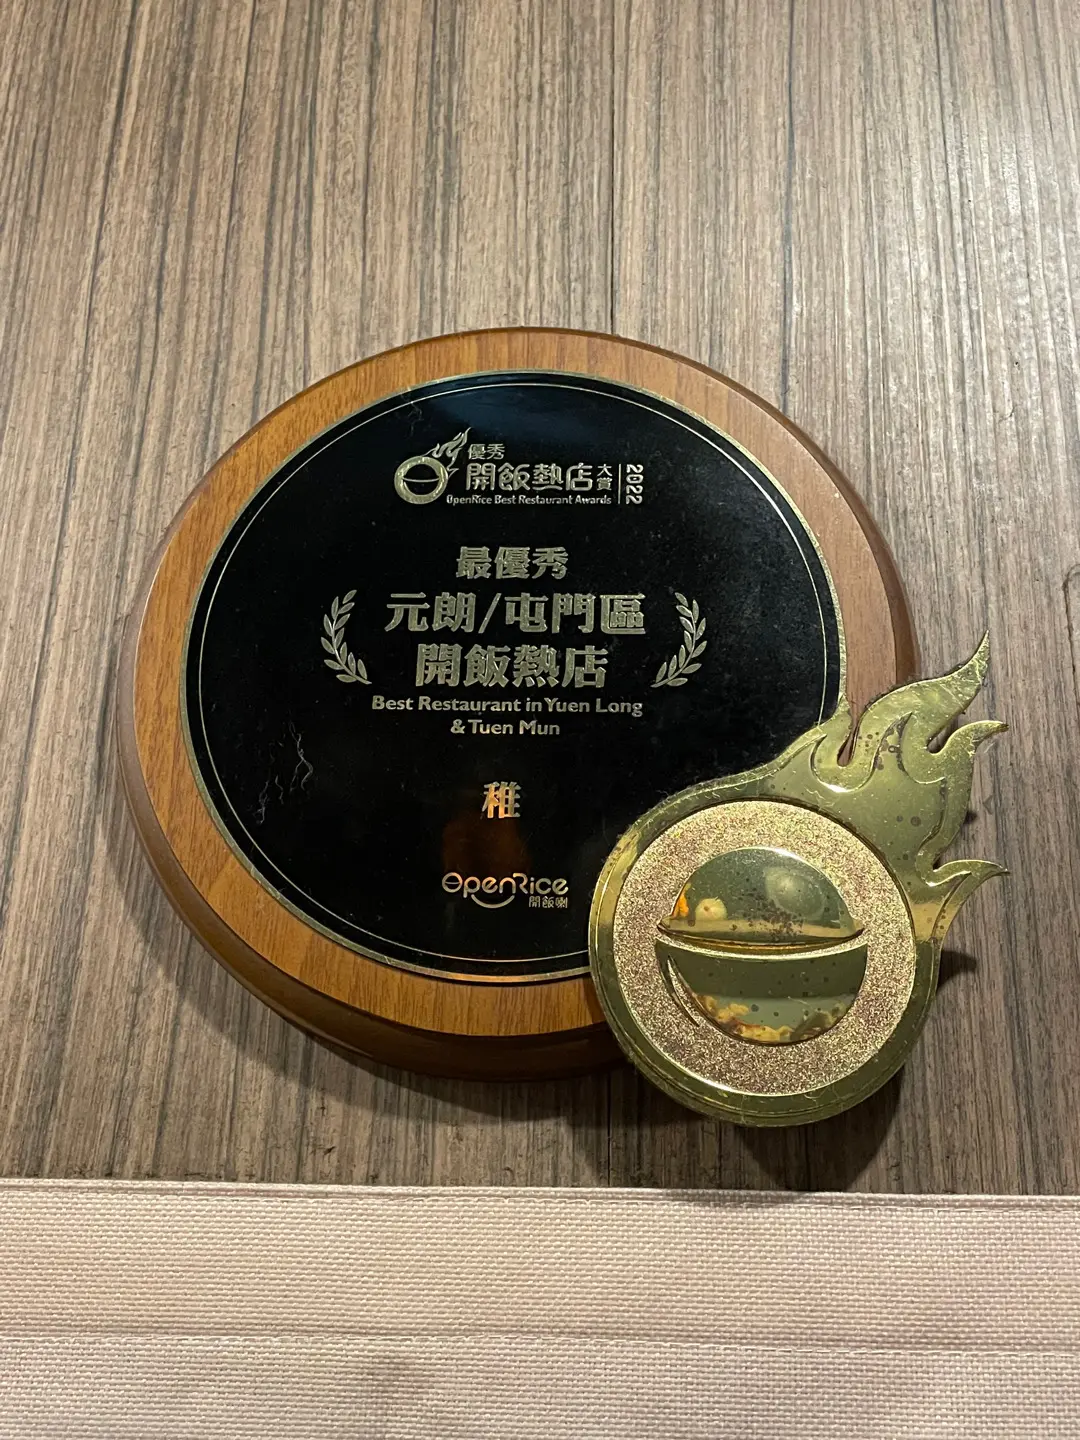 優秀
開飯熱店大賞
OpenRice Best Restaurant Awards
2022
最優秀
元朗/屯門區
開飯熱店
Best Restaurant in Yuen Long
& Tuen Mun
稚
OpenRice
開飯喇